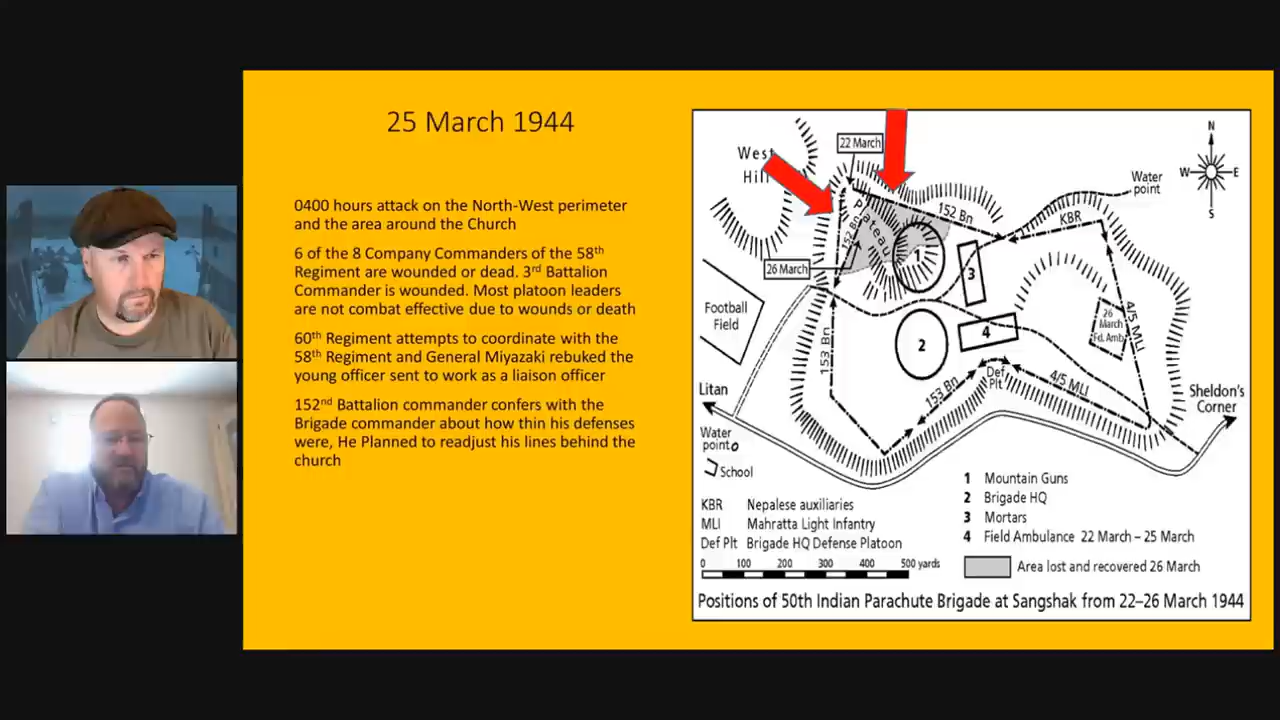 25 March 1944
0400 hours attack on the North-West perimeter
and the area around the Church
6 of the 8 Company Commanders of the 58th
Regiment are wounded or dead. 3rd Battalion
Commander is wounded. Most platoon leaders
are not combat effective due to wounds or death
60th Regiment attempts to coordinate with the
58th Regiment and General Miyazaki rebuked the
young officer sent to work as a liaison officer
152nd Battalion commander confers with the
Brigade commander about how thin his defenses
were, He Planned to readjust his lines behind the
church
West
Hill
22 March
N
W
E
S
Water
point
Plateau
152 Bn
152 Bn
KBR
1
3
26 March
Football
Field
153 Bn
2
4
26
March
Fd. Amb
4/5 MLI
Def
Plt
153 Bn
4/5 MLI
Litan
Sheldon's
Corner
Water
point
School
KBR Nepalese auxiliaries
MLI Mahratta Light Infantry
Def Plt Brigade HQ Defense Platoon
0 100 200 300 400 500 yards
1 Mountain Guns
2 Brigade HQ
3 Mortars
4 Field Ambulance 22 March – 25 March
Area lost and recovered 26 March
Positions of 50th Indian Parachute Brigade at Sangshak from 22–26 March 1944